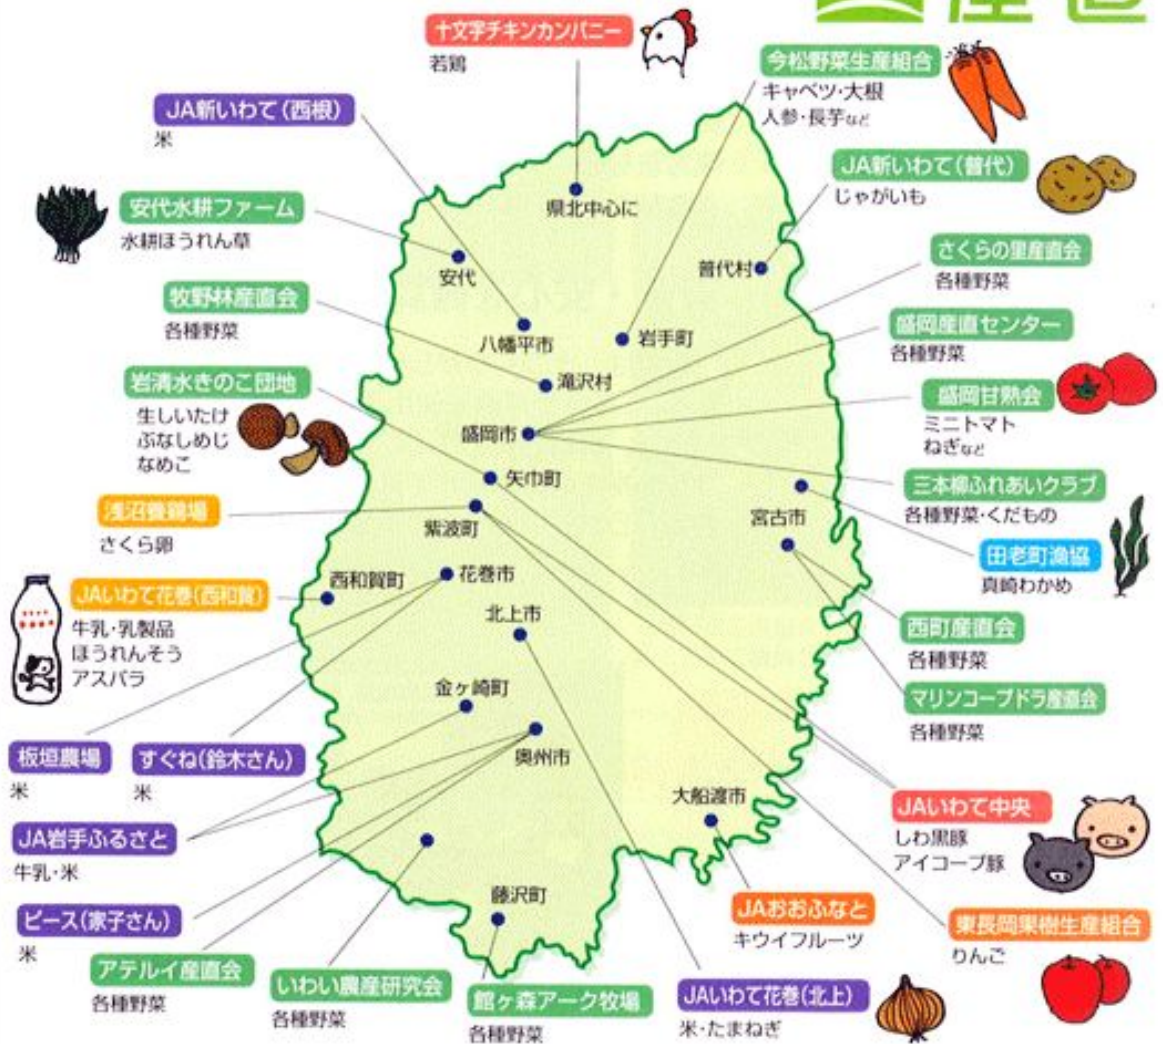 産直
十文字チキンカンパニー
若鶏
今松野菜生産組合
キャベツ・大根
人参・長芋など
JA新いわて(西根)
米
JA新いわて(普代)
じゃがいも
安代水耕ファーム
水耕ほうれん草
県北中心に
さくらの里産直会
各種野菜
安代
普代村
牧野林産直会
各種野菜
八幡平市
岩手町
盛岡産直センター
各種野菜
岩清水きのこ団地
生しいたけ
ぶなしめじ
なめこ
滝沢村
盛岡甘熟会
ミニトマト
ねぎなど
盛岡市
矢巾町
三本柳ふれあいクラブ
各種野菜・くだもの
浅沼養鶏場
さくら卵
紫波町
宮古市
田老町漁協
真崎わかめ
JAいわて花巻(西和賀)
牛乳・乳製品
ほうれんそう
アスパラ
西和賀町
花巻市
北上市
西町産直会
各種野菜
金ヶ崎町
マリンコープドラ産直会
各種野菜
板垣農場
米
すぐね(鈴木さん)
米
奥州市
大船渡市
JAいわて中央
しわ黒豚
アイコープ豚
JA岩手ふるさと
牛乳・米
藤沢町
JAおおふなと
キウイフルーツ
東長岡果樹生産組合
りんご
ピース(家子さん)
米
アテルイ産直会
各種野菜
いわい農産研究会
各種野菜
館ヶ森アーク牧場
各種野菜
JAいわて花巻(北上)
米・たまねぎ